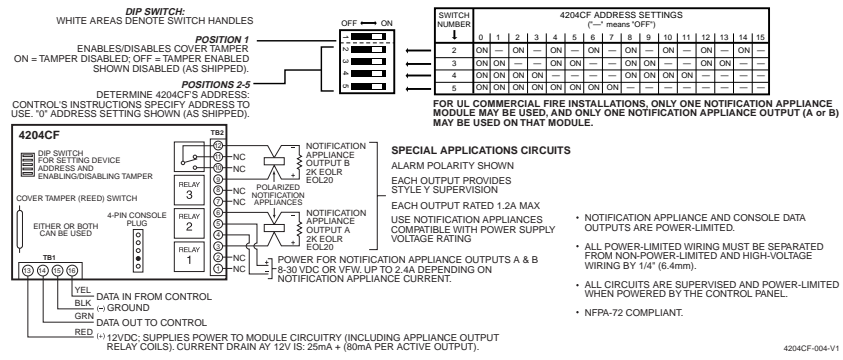 DIP SWITCH:
WHITE AREAS DENOTE SWITCH HANDLES
POSITION 1
ENABLES/DISABLES COVER TAMPER
ON = TAMPER DISABLED; OFF = TAMPER ENABLED
SHOWN DISABLED (AS SHIPPED).
POSITIONS 2-5
DETERMINE 4204CF'S ADDRESS:
CONTROL'S INSTRUCTIONS SPECIFY ADDRESS TO
USE. "0" ADDRESS SETTING SHOWN (AS SHIPPED).
OFF ON
1
2
3
4
5
SWITCH NUMBER
4204CF ADDRESS SETTINGS
("—" means "OFF")
0 1 2 3 4 5 6 7 8 9 10 11 12 13 14 15
2 ON — ON — ON — ON — ON — ON — ON — ON —
3 ON ON — — ON ON — — ON ON — — ON ON — —
4 ON ON ON ON — — — — ON ON ON ON — — — —
5 ON ON ON ON ON ON ON ON — — — — — — — —
FOR UL COMMERCIAL FIRE INSTALLATIONS, ONLY ONE NOTIFICATION APPLIANCE
MODULE MAY BE USED, AND ONLY ONE NOTIFICATION APPLIANCE OUTPUT (A or B)
MAY BE USED ON THAT MODULE.
4204CF
TB2
DIP SWITCH
FOR SETTING DEVICE
ADDRESS AND
ENABLING/DISABLING TAMPER
COVER TAMPER (REED) SWITCH
EITHER OR BOTH
CAN BE USED
4-PIN CONSOLE
PLUG
RELAY
3
RELAY
2
RELAY
1
12
11 NC
10 NC
9
8 NC
7 NC
6
5
4
3
2 NC
1 NC
POLARIZED
NOTIFICATION
APPLIANCES
– +
NOTIFICATION
APPLIANCE
OUTPUT B
2K EOLR
EOL20
– +
NOTIFICATION
APPLIANCE
OUTPUT A
2K EOLR
EOL20
+ –
POWER FOR NOTIFICATION APPLIANCE OUTPUTS A & B
8-30 VDC OR VFW. UP TO 2.4A DEPENDING ON
NOTIFICATION APPLIANCE CURRENT.
SPECIAL APPLICATIONS CIRCUITS
ALARM POLARITY SHOWN
EACH OUTPUT PROVIDES
STYLE Y SUPERVISION
EACH OUTPUT RATED 1.2A MAX
USE NOTIFICATION APPLIANCES
COMPATIBLE WITH POWER SUPPLY
VOLTAGE RATING
• NOTIFICATION APPLIANCE AND CONSOLE DATA
OUTPUTS ARE POWER-LIMITED.
• ALL POWER-LIMITED WIRING MUST BE SEPARATED
FROM NON-POWER-LIMITED AND HIGH-VOLTAGE
WIRING BY 1/4" (6.4mm).
• ALL CIRCUITS ARE SUPERVISED AND POWER-LIMITED
WHEN POWERED BY THE CONTROL PANEL.
• NFPA-72 COMPLIANT.
TB1
13 14 15 16
YEL DATA IN FROM CONTROL
BLK (–) GROUND
GRN DATA OUT TO CONTROL
RED (+) 12VDC; SUPPLIES POWER TO MODULE CIRCUITRY (INCLUDING APPLIANCE OUTPUT
RELAY COILS). CURRENT DRAIN AY 12V IS: 25mA + (80mA PER ACTIVE OUTPUT).
4204CF-004-V1